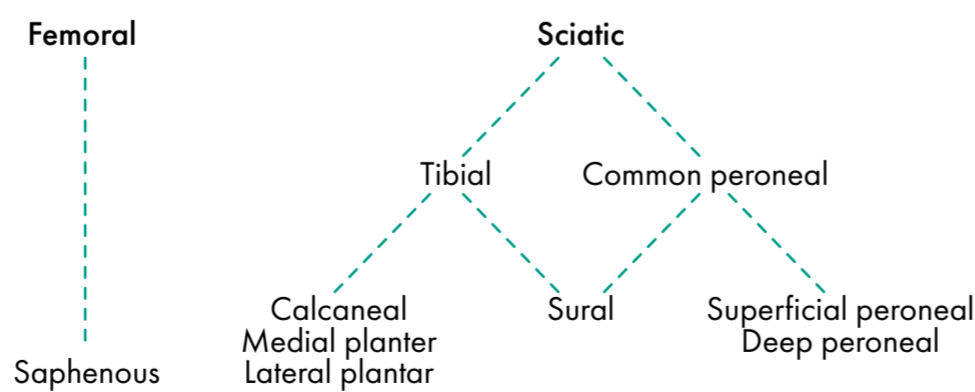 Femoral
Sciatic
Tibial
Common peroneal
Calcaneal
Medial planter
Lateral plantar
Sural
Superficial peroneal
Deep peroneal
Saphenous